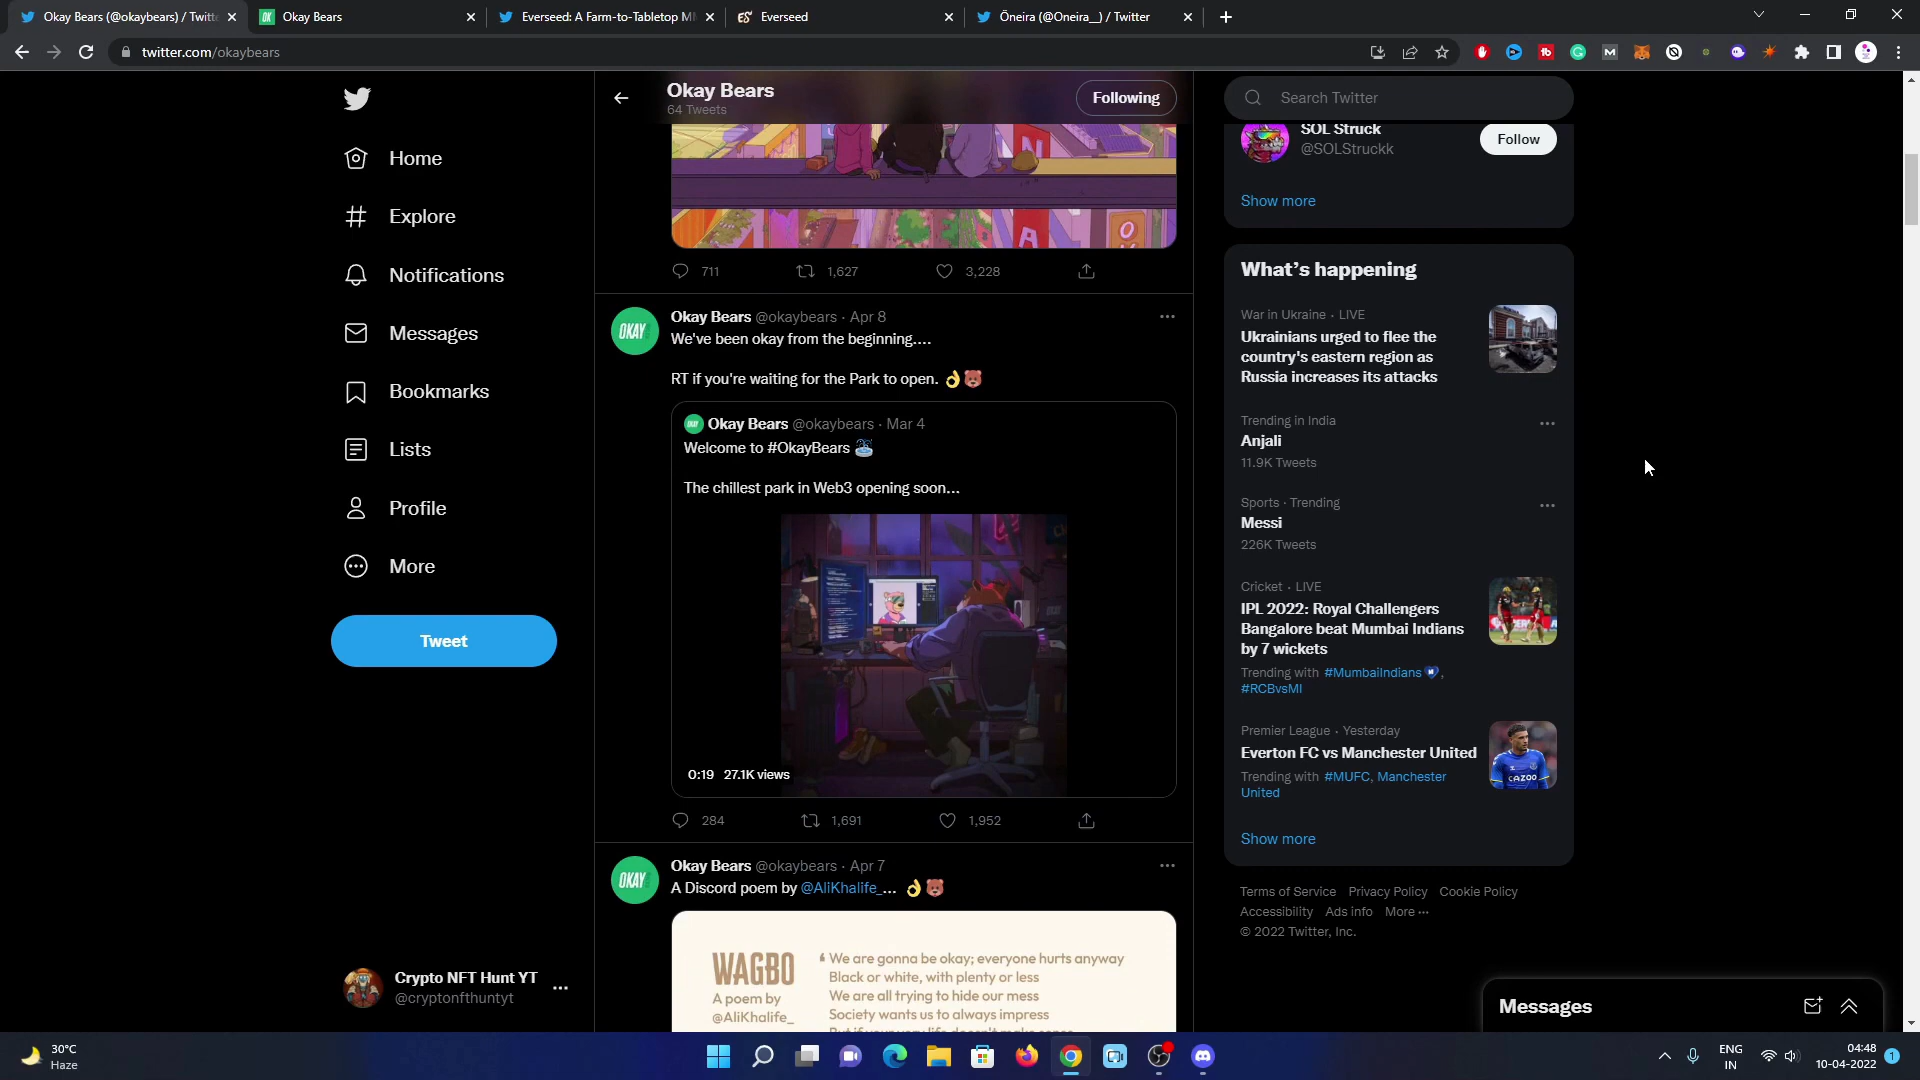 Okay Bears (@okaybears) / Twitte
Okay Bears
Everseed: A Farm-to-Tabletop M
Everseed
Ōneira (@Oneira__) / Twitter
twitter.com/okaybears
Home
Explore
Notifications
Messages
Bookmarks
Lists
Profile
More
Tweet
Crypto NFT Hunt YT
@cryptonfthuntyt
Okay Bears
64 Tweets
Following
711
1,627
3,228
OKAY
Okay Bears @okaybears · Apr 8
We've been okay from the beginning....
RT if you're waiting for the Park to open. 👌🐻
Okay Bears @okaybears · Mar 4
Welcome to #OkayBears ⛲
The chillest park in Web3 opening soon...
0:19 27.1K views
284
1,691
1,952
OKAY
Okay Bears @okaybears · Apr 7
A Discord poem by @AliKhalife_... 👌🐻
WAGBO
A poem by
@AliKhalife_
We are gonna be okay; everyone hurts anyway
Black or white, with plenty or less
We are all trying to hide our mess
Society wants us to always impress
Search Twitter
SOL Struck
@SOLStruckk
Follow
Show more
What's happening
War in Ukraine · LIVE
Ukrainians urged to flee the
country's eastern region as
Russia increases its attacks
Trending in India
Anjali
11.9K Tweets
Sports · Trending
Messi
226K Tweets
Cricket · LIVE
IPL 2022: Royal Challengers
Bangalore beat Mumbai Indians
by 7 wickets
Trending with #MumbaiIndians💙,
#RCBvsMI
Premier League · Yesterday
Everton FC vs Manchester United
Trending with #MUFC, Manchester
United
CAZOO
Show more
Terms of Service Privacy Policy Cookie Policy
Accessibility Ads info More ···
© 2022 Twitter, Inc.
Messages
30°C
Haze
ENG
IN
04:48
10-04-2022
1